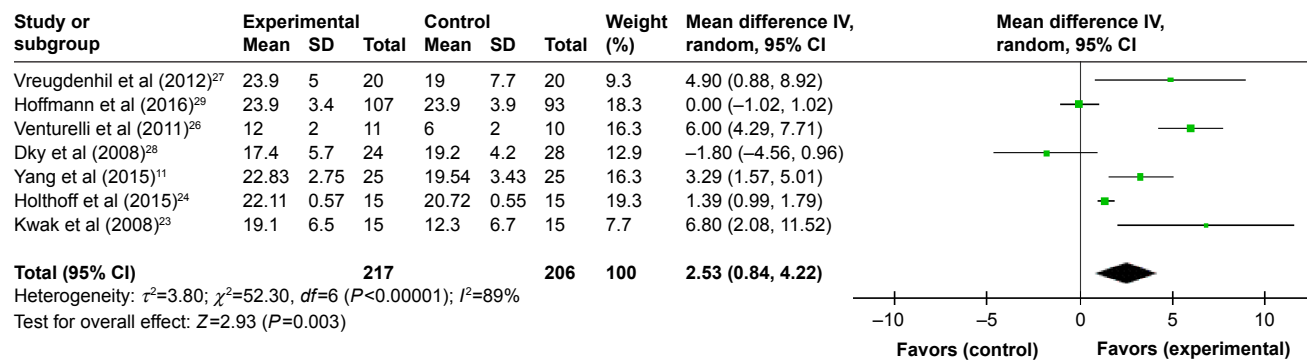 Study or subgroup Experimental Control Weight (%) Mean difference IV, random, 95% CI Mean difference IV, random, 95% CI
Mean SD Total Mean SD Total
Vreugdenhil et al (2012)²⁷ 23.9 5 20 19 7.7 20 9.3 4.90 (0.88, 8.92)
Hoffmann et al (2016)²⁹ 23.9 3.4 107 23.9 3.9 93 18.3 0.00 (–1.02, 1.02)
Venturelli et al (2011)²⁶ 12 2 11 6 2 10 16.3 6.00 (4.29, 7.71)
Dky et al (2008)²⁸ 17.4 5.7 24 19.2 4.2 28 12.9 –1.80 (–4.56, 0.96)
Yang et al (2015)¹¹ 22.83 2.75 25 19.54 3.43 25 16.3 3.29 (1.57, 5.01)
Holthoff et al (2015)²⁴ 22.11 0.57 15 20.72 0.55 15 19.3 1.39 (0.99, 1.79)
Kwak et al (2008)²³ 19.1 6.5 15 12.3 6.7 15 7.7 6.80 (2.08, 11.52)
Total (95% CI) 217 206 100 2.53 (0.84, 4.22)
Heterogeneity: τ²=3.80; χ²=52.30, df=6 (P<0.00001); I²=89%
Test for overall effect: Z=2.93 (P=0.003)
–10 –5 0 5 10
Favors (control) Favors (experimental)